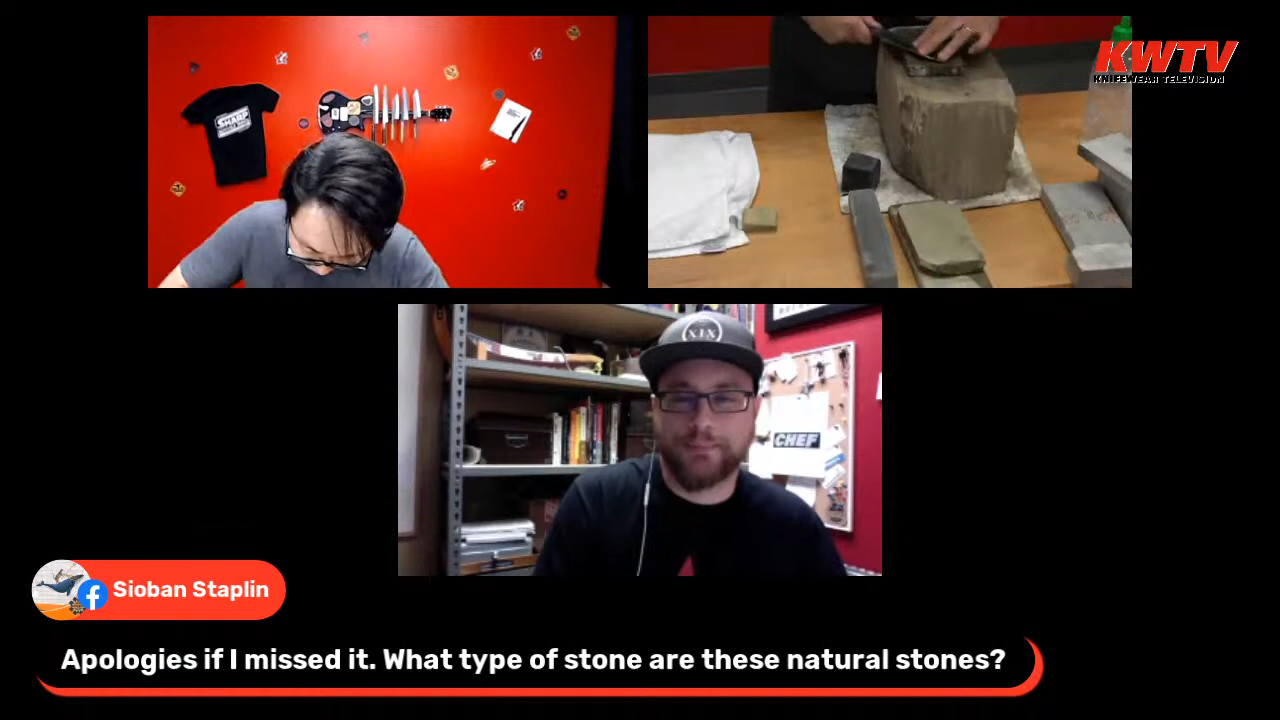 KWTV
KNIFEWEAR TELEVISION
SHARP
XIX
CHEF
Sioban Staplin
Apologies if I missed it. What type of stone are these natural stones?